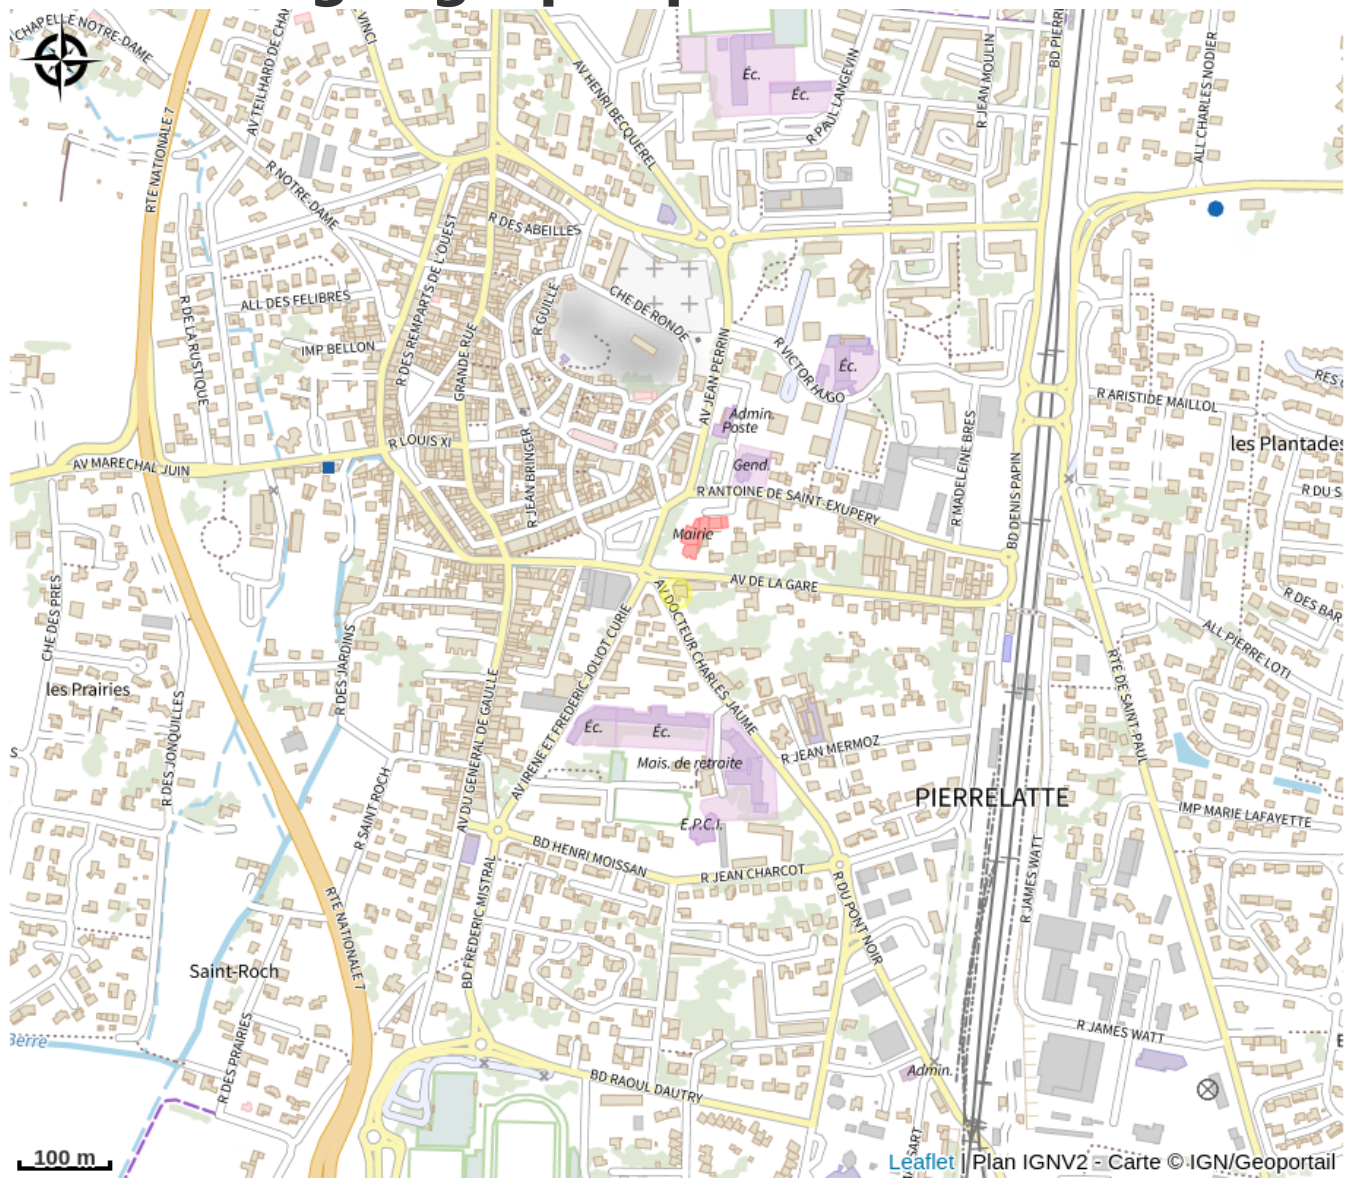 CHAPELLE NOTRE-DAME
AV TEILHARD DE CHA
VINCI
AV HENRI BECQUEREL
Éc.
Éc.
R PAUL LANGEVIN
R JEAN MOULIN
BD PIERR
ALL CHARLES NODIER
RTE NATIONALE 7
R NOTRE-DAME
R DES ABEILLES
R DES REMPARTS DE L'OUEST
ALL DES FELIBRES
R DE LA RUSTIQUE
IMP BELLON
GRANDE RUE
R GUILLE
CHE DE RONDE
AV JEAN PERRIN
R VICTOR HUGO
Éc.
R ARISTIDE MAILLOL
RES
Admin.
Poste
R LOUIS XI
les Plantades
AV MARECHAL JUIN
R JEAN BRINGER
Gend.
R ANTOINE DE SAINT-EXUPERY
R MADELEINE BRES
BD DENIS PAPIN
R DU S
Mairie
AV DE LA GARE
CHE DES PRES
AV DOCTEUR CHARLES JAUME
R DES BAR
ALL PIERRE LOTI
R DES JARDINS
AV IRENE ET FREDERIC JOLIOT CURIE
RTE DE SAINT-PAUL
les Prairies
R DES JONQUILLES
AV DU GENERAL DE GAULLE
Éc.
Éc.
R JEAN MERMOZ
Mais. de retraite
PIERRELATTE
R SAINT ROCH
E.P.C.I.
IMP MARIE LAFAYETTE
BD HENRI MOISSAN
R JEAN CHARCOT
R JAMES WATT
RTE NATIONALE 7
BD FREDERIC MISTRAL
R DU PONT NOIR
Saint-Roch
R JAMES WATT
Berre
R DES PRAIRIES
Admin.
BD RAOUL DAUTRY
100 m
Leaflet | Plan IGNV2 - Carte © IGN/Geoportail